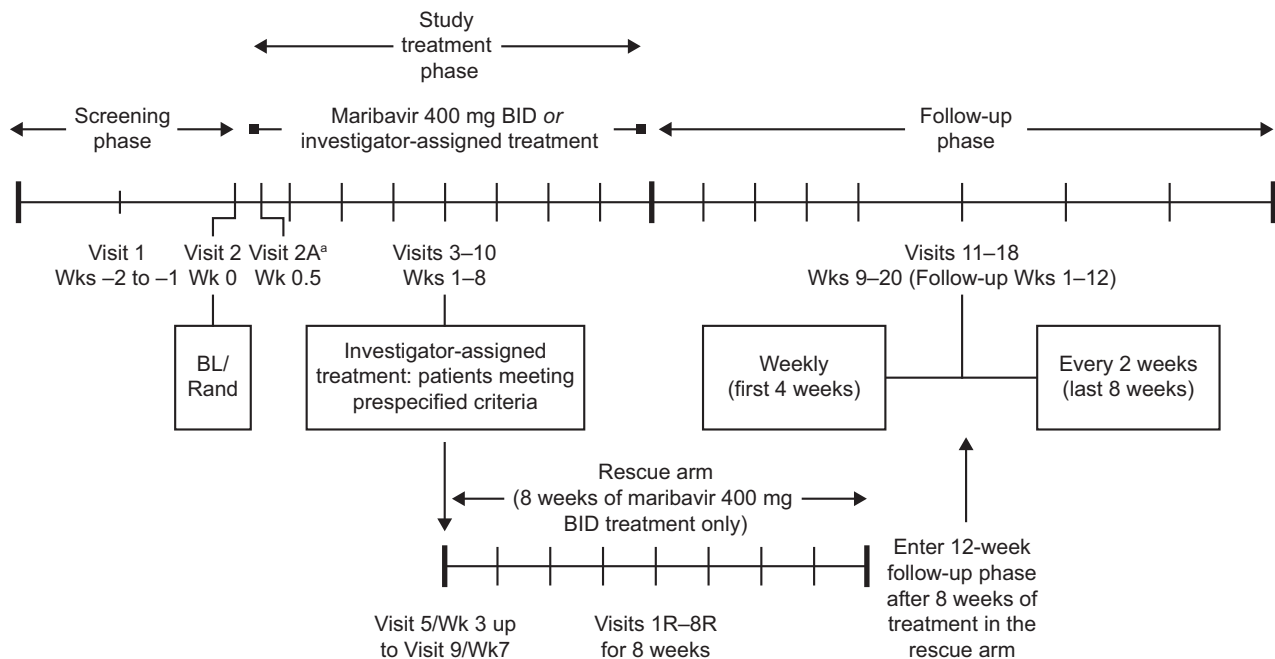 Study
treatment
phase
Screening
phase
Maribavir 400 mg BID or
investigator-assigned treatment
Follow-up
phase
Visit 1
Wks –2 to –1
Visit 2
Wk 0
Visit 2Aª
Wk 0.5
Visits 3–10
Wks 1–8
Visits 11–18
Wks 9–20 (Follow-up Wks 1–12)
BL/
Rand
Investigator-assigned
treatment: patients meeting
prespecified criteria
Weekly
(first 4 weeks)
Every 2 weeks
(last 8 weeks)
Rescue arm
(8 weeks of maribavir 400 mg
BID treatment only)
Enter 12-week
follow-up phase
after 8 weeks of
treatment in the
rescue arm
Visit 5/Wk 3 up
to Visit 9/Wk7
Visits 1R–8R
for 8 weeks